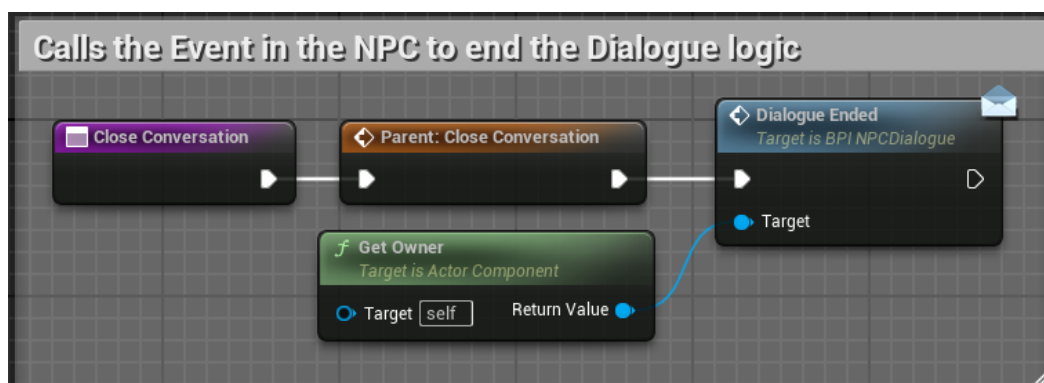 Calls the Event in the NPC to end the Dialogue logic
Close Conversation
Parent: Close Conversation
Dialogue Ended
Target is BPI NPCDialogue
Target
Get Owner
Target is Actor Component
Target self
Return Value